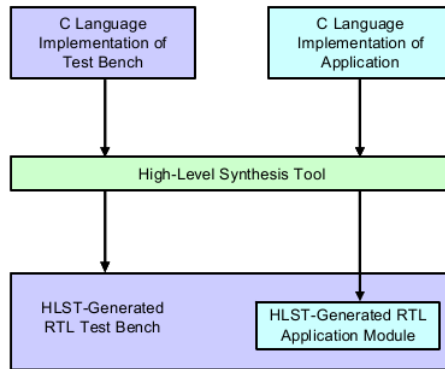 C Language
Implementation of
Test Bench
C Language
Implementation of
Application
High-Level Synthesis Tool
HLST-Generated
RTL Test Bench
HLST-Generated RTL
Application Module